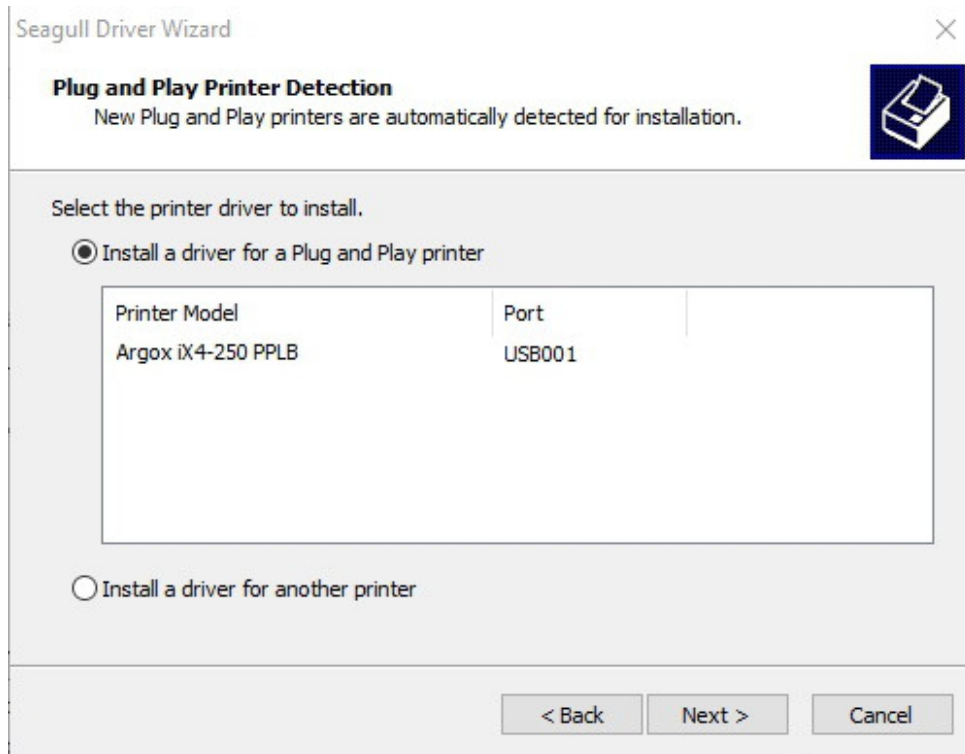 Seagull Driver Wizard
Plug and Play Printer Detection
New Plug and Play printers are automatically detected for installation.
Select the printer driver to install.
Install a driver for a Plug and Play printer
Printer Model Port
Argox iX4-250 PPLB USB001
Install a driver for another printer
< Back Next > Cancel